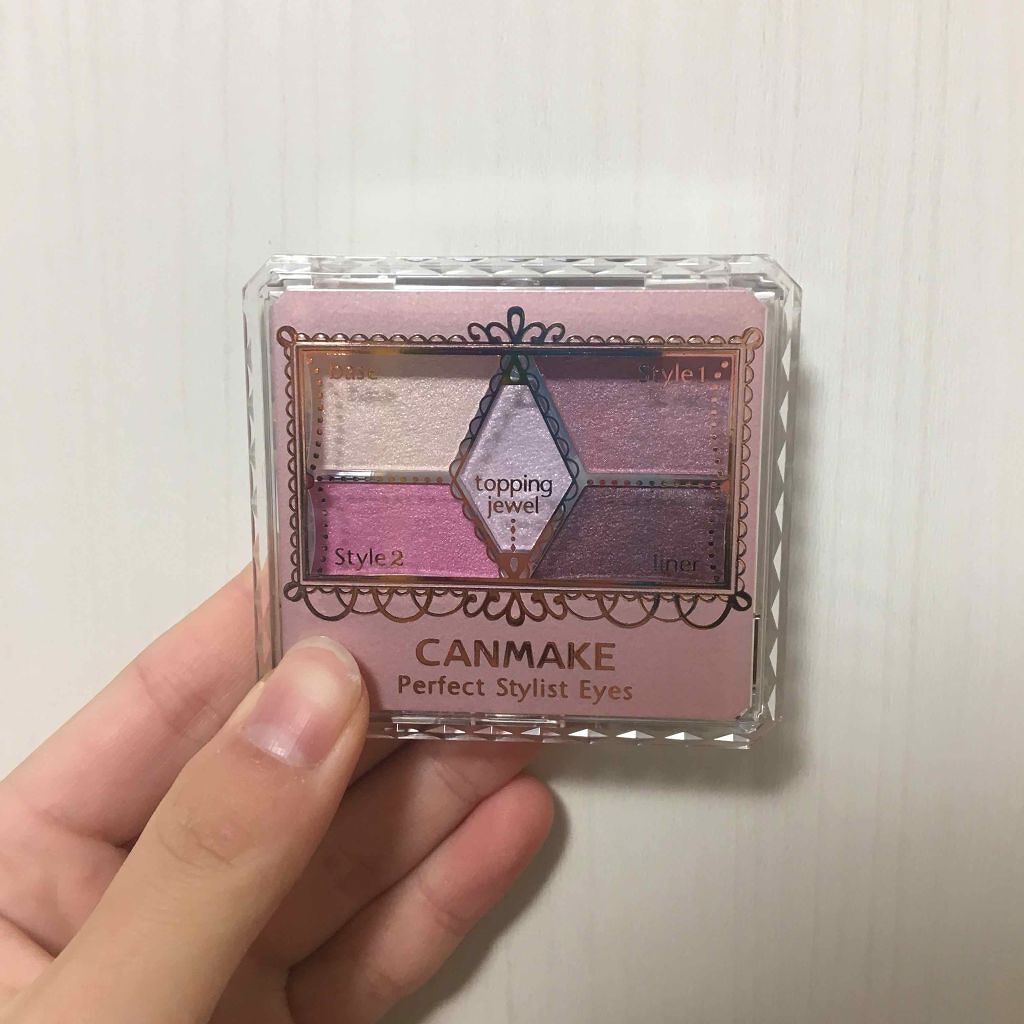 base
Style1
topping
jewel
Style2
liner
CANMAKE
Perfect Stylist Eyes